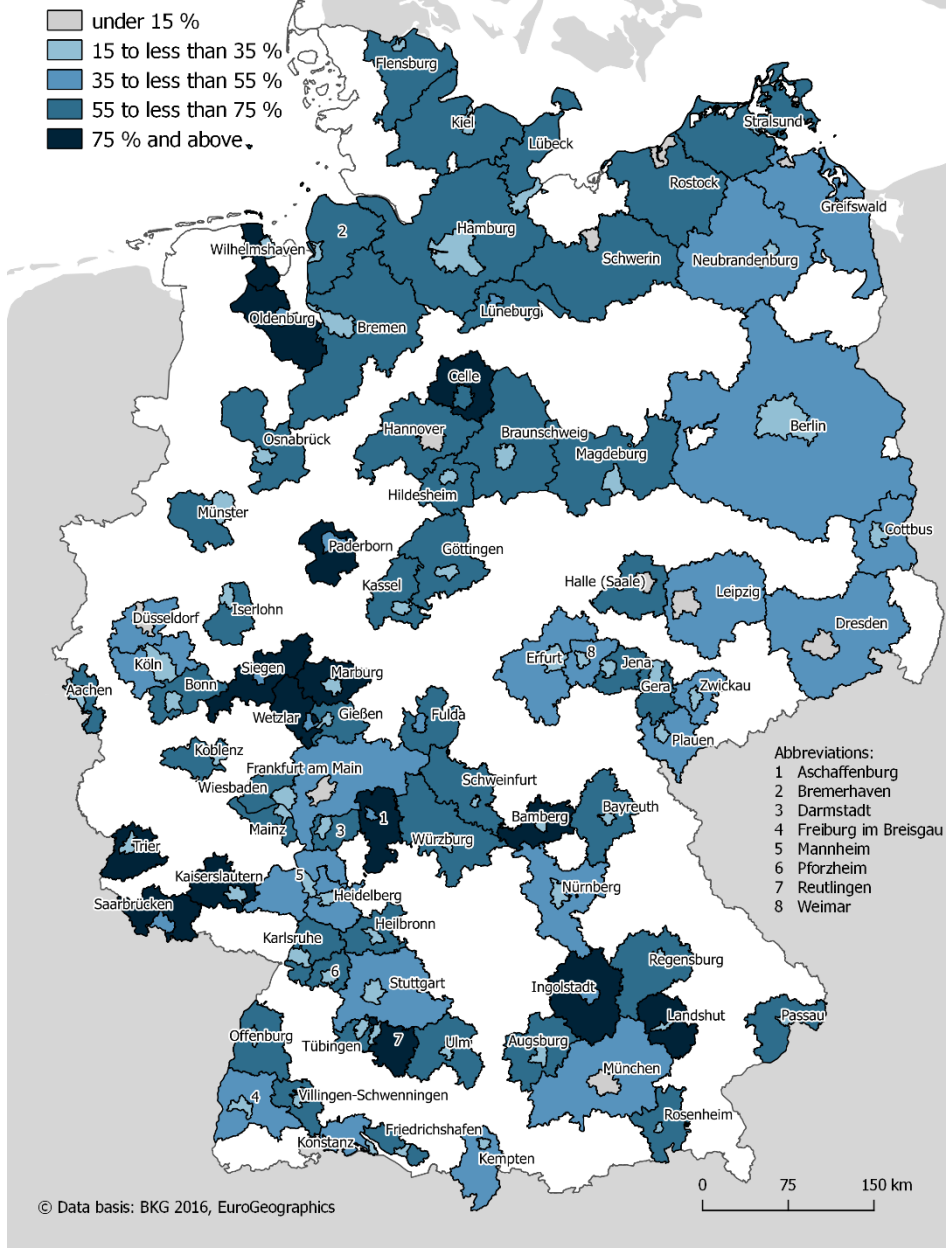 under 15 %
15 to less than 35 %
35 to less than 55 %
55 to less than 75 %
75 % and above
Flensburg
Kiel
Lübeck
Stralsund
Rostock
Greifswald
2
Hamburg
Wilhelmshaven
Schwerin
Neubrandenburg
Oldenburg
Bremen
Lüneburg
Celle
Berlin
Hannover
Braunschweig
Osnabrück
Magdeburg
Hildesheim
Münster
Cottbus
Paderborn
Göttingen
Kassel
Halle (Saale)
Leipzig
Iserlohn
Düsseldorf
Dresden
Köln
Siegen
Marburg
Erfurt
8
Jena
Aachen
Bonn
Gera
Zwickau
Wetzlar
Gießen
Fulda
Plauen
Koblenz
Frankfurt am Main
Wiesbaden
Schweinfurt
Mainz
3
1
Bamberg
Bayreuth
Würzburg
Trier
Kaiserslautern
5
Nürnberg
Heidelberg
Saarbrücken
Heilbronn
Karlsruhe
6
Stuttgart
Regensburg
Ingolstadt
Landshut
Passau
Offenburg
Tübingen
7
Ulm
Augsburg
München
4
Villingen-Schwenningen
Rosenheim
Konstanz
Friedrichshafen
Kempten
Abbreviations:
1 Aschaffenburg
2 Bremerhaven
3 Darmstadt
4 Freiburg im Breisgau
5 Mannheim
6 Pforzheim
7 Reutlingen
8 Weimar
0 75 150 km
© Data basis: BKG 2016, EuroGeographics